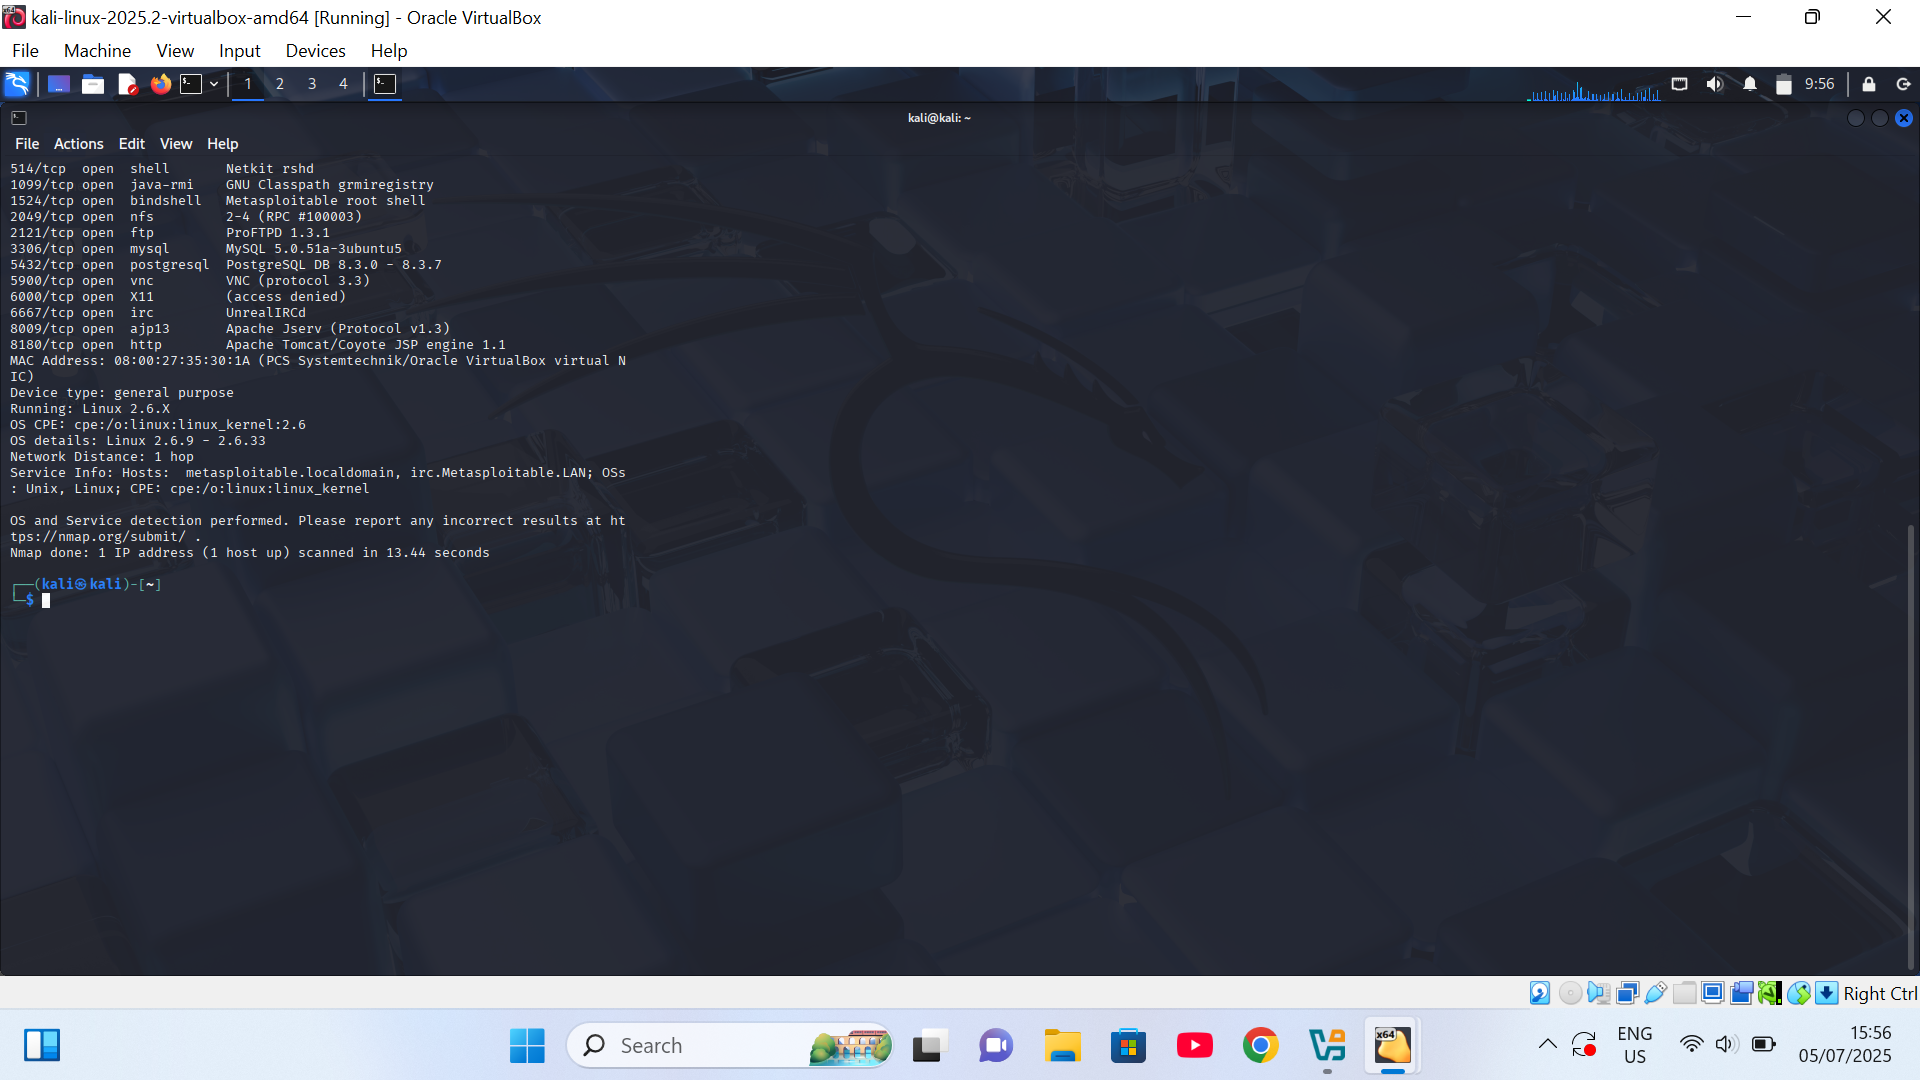 kali-linux-2025.2-virtualbox-amd64 [Running] - Oracle VirtualBox
File Machine View Input Devices Help
1 2 3 4 9:56
kali@kali: ~
File Actions Edit View Help
514/tcp  open  shell       Netkit rshd
1099/tcp open  java-rmi    GNU Classpath grmiregistry
1524/tcp open  bindshell   Metasploitable root shell
2049/tcp open  nfs         2-4 (RPC #100003)
2121/tcp open  ftp         ProFTPD 1.3.1
3306/tcp open  mysql       MySQL 5.0.51a-3ubuntu5
5432/tcp open  postgresql  PostgreSQL DB 8.3.0 - 8.3.7
5900/tcp open  vnc         VNC (protocol 3.3)
6000/tcp open  X11         (access denied)
6667/tcp open  irc         UnrealIRCd
8009/tcp open  ajp13       Apache Jserv (Protocol v1.3)
8180/tcp open  http        Apache Tomcat/Coyote JSP engine 1.1
MAC Address: 08:00:27:35:30:1A (PCS Systemtechnik/Oracle VirtualBox virtual N
IC)
Device type: general purpose
Running: Linux 2.6.X
OS CPE: cpe:/o:linux:linux_kernel:2.6
OS details: Linux 2.6.9 - 2.6.33
Network Distance: 1 hop
Service Info: Hosts:  metasploitable.localdomain, irc.Metasploitable.LAN; OSs
: Unix, Linux; CPE: cpe:/o:linux:linux_kernel
OS and Service detection performed. Please report any incorrect results at ht
tps://nmap.org/submit/ .
Nmap done: 1 IP address (1 host up) scanned in 13.44 seconds
┌──(kali㉿kali)-[~]
└─$
Right Ctrl
Search
x64
ENG
US
15:56
05/07/2025